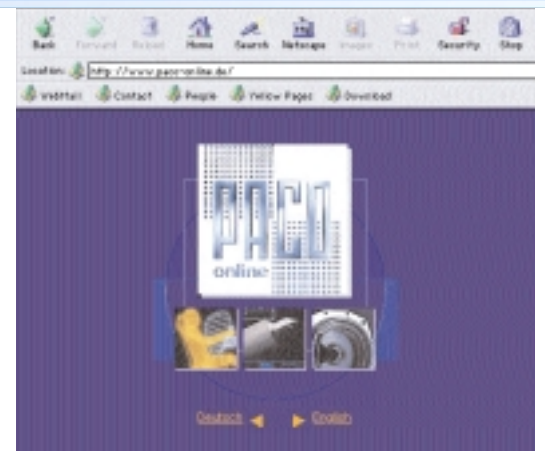 Back Forward Reload Home Search Netscape Images Print Security Stop
Location: http://www.paco-online.de/
WebMail Contact People Yellow Pages Download
PACO
online
Deutsch English